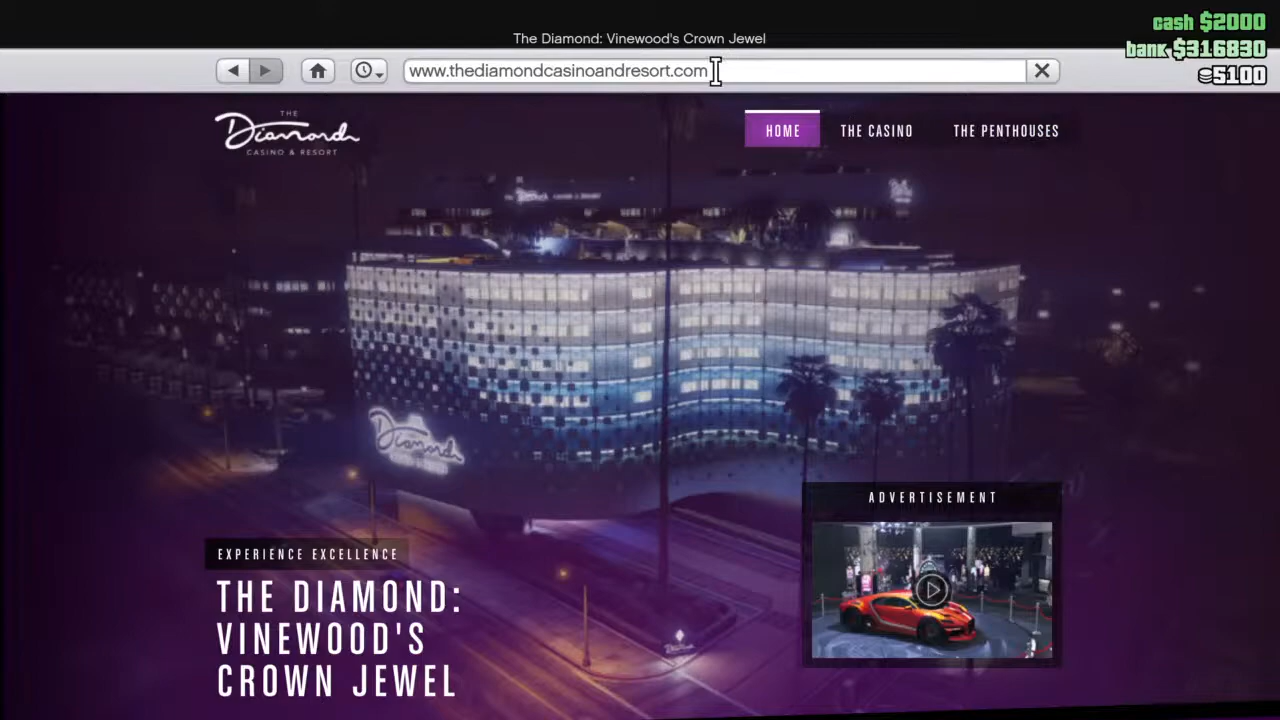 cash $2000
The Diamond: Vinewood's Crown Jewel
bank $316830
www.thediamondcasinoandresort.com
5100
THE
Diamond
CASINO & RESORT
HOME
THE CASINO
THE PENTHOUSES
Diamond
ADVERTISEMENT
EXPERIENCE EXCELLENCE
THE DIAMOND:
VINEWOOD'S
CROWN JEWEL